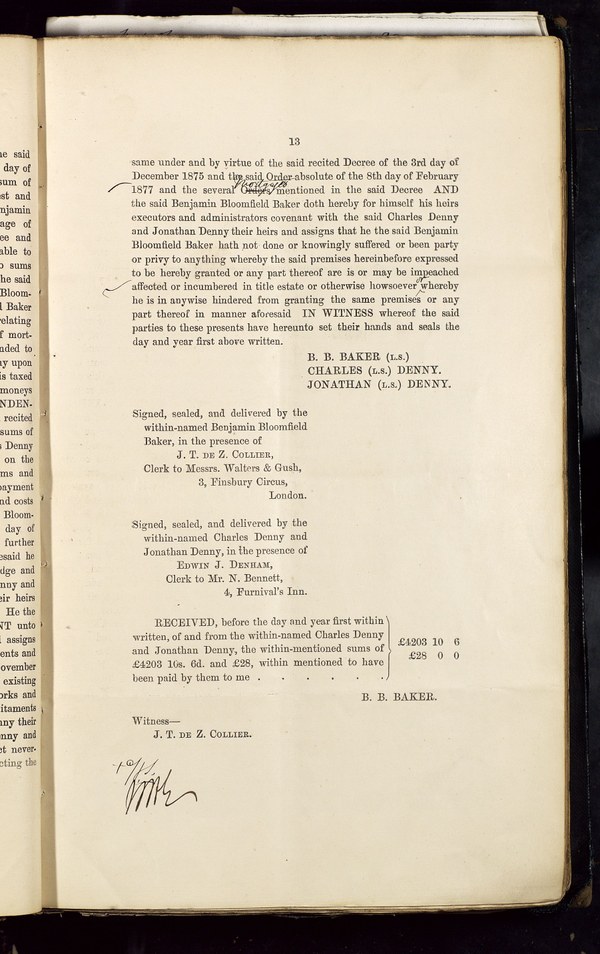 13
same under and by virtue of the said recited Decree of the 3rd day of
December 1875 and the said Order absolute of the 8th day of February
1877 and the several Mortgages mentioned in the said Decree AND
the said Benjamin Bloomfield Baker doth hereby for himself his heirs
executors and administrators covenant with the said Charles Denny
and Jonathan Denny their heirs and assigns that he the said Benjamin
Bloomfield Baker hath not done or knowingly suffered or been party
or privy to anything whereby the said premises hereinbefore expressed
to be hereby granted or any part thereof are is or may be impeached
affected or incumbered in title estate or otherwise howsoever or whereby
he is in anywise hindered from granting the same premises or any
part thereof in manner aforesaid IN WITNESS whereof the said
parties to these presents have hereunto set their hands and seals the
day and year first above written.
B. B. BAKER (L.S.)
CHARLES (L.S.) DENNY.
JONATHAN (L.S.) DENNY.
Signed, sealed, and delivered by the
within-named Benjamin Bloomfield
Baker, in the presence of
J. T. DE Z. COLLIER,
Clerk to Messrs. Walters & Gush,
3, Finsbury Circus,
London.
Signed, sealed, and delivered by the
within-named Charles Denny and
Jonathan Denny, in the presence of
EDWIN J. DENHAM,
Clerk to Mr. N. Bennett,
4, Furnival's Inn.
RECEIVED, before the day and year first within
written, of and from the within-named Charles Denny
and Jonathan Denny, the within-mentioned sums of
£4203 10s. 6d. and £28, within mentioned to have
been paid by them to me . . . . . .
£4203 10 6
£28 0 0
B. B. BAKER.
Witness—
J. T. DE Z. COLLIER.